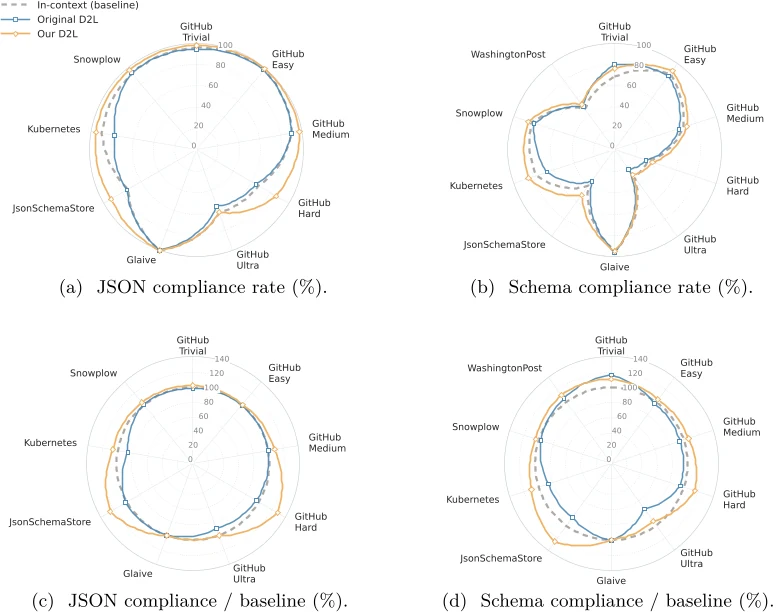 In-context (baseline)
Original D2L
Our D2L
GitHub
Trivial
GitHub
Easy
GitHub
Medium
GitHub
Hard
GitHub
Ultra
Glaive
JsonSchemaStore
Kubernetes
Snowplow
100
80
60
40
20
0
(a) JSON compliance rate (%).
GitHub
Trivial
GitHub
Easy
GitHub
Medium
GitHub
Hard
GitHub
Ultra
Glaive
JsonSchemaStore
Kubernetes
Snowplow
WashingtonPost
100
80
60
40
20
0
(b) Schema compliance rate (%).
GitHub
Trivial
GitHub
Easy
GitHub
Medium
GitHub
Hard
GitHub
Ultra
Glaive
JsonSchemaStore
Kubernetes
Snowplow
140
120
100
80
60
40
20
0
(c) JSON compliance / baseline (%).
GitHub
Trivial
GitHub
Easy
GitHub
Medium
GitHub
Hard
GitHub
Ultra
Glaive
JsonSchemaStore
Kubernetes
Snowplow
WashingtonPost
140
120
100
80
60
40
20
0
(d) Schema compliance / baseline (%).